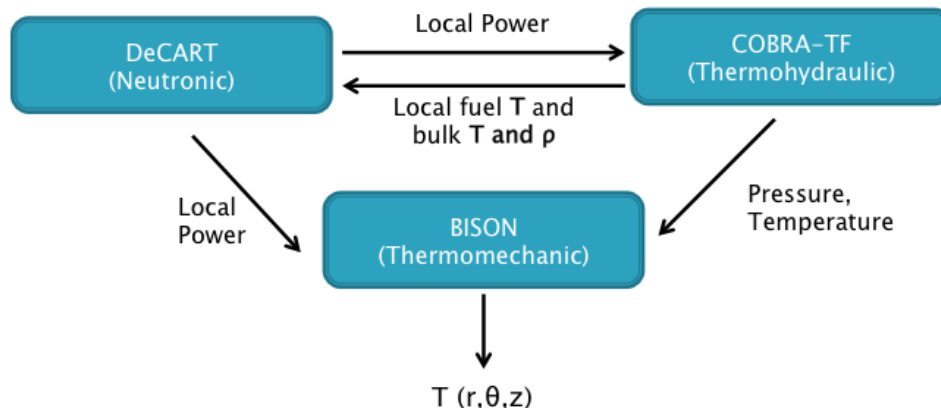 Local Power
DeCART
(Neutronic)
COBRA-TF
(Thermohydraulic)
Local fuel T and
bulk T and ρ
Local
Power
Pressure,
Temperature
BISON
(Thermomechanic)
T (r,θ,z)